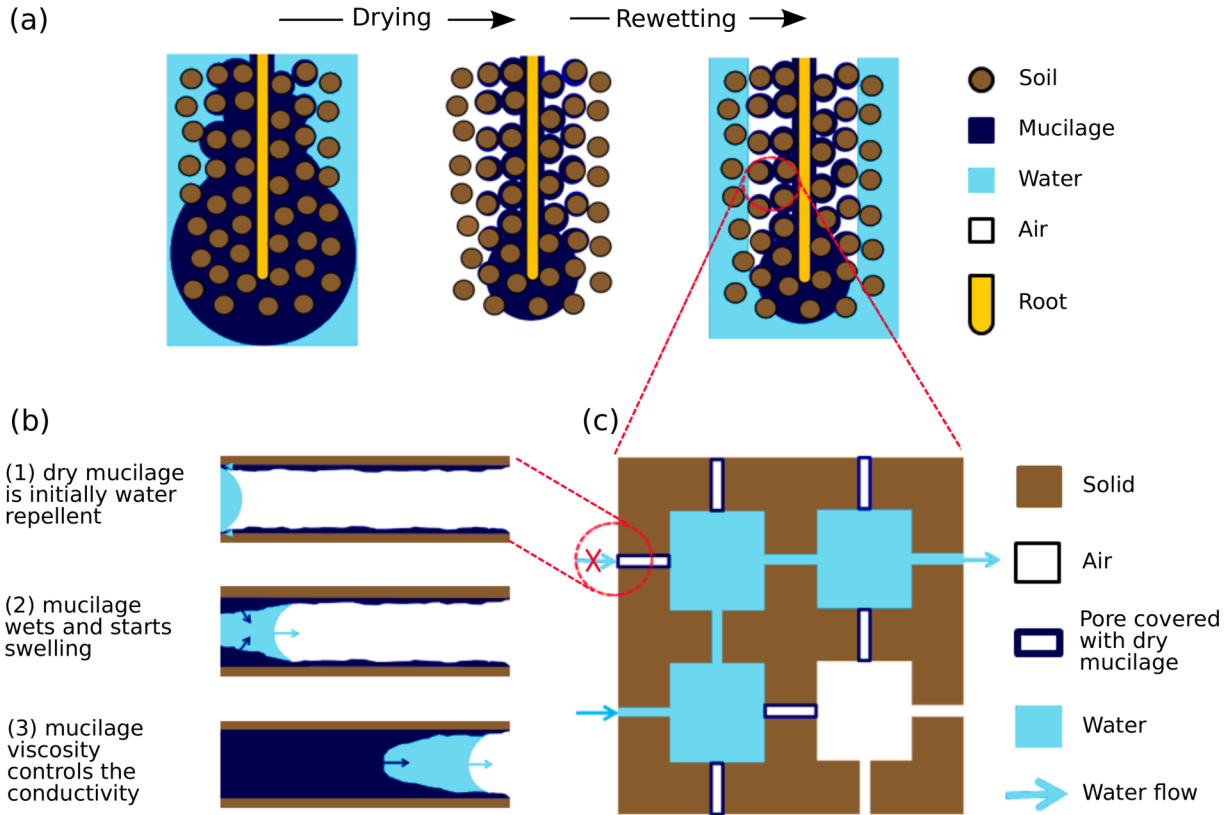 (a)
Drying
Rewetting
Soil
Mucilage
Water
Air
Root
(b)
(1) dry mucilage
is initially water
repellent
(2) mucilage
wets and starts
swelling
(3) mucilage
viscosity
controls the
conductivity
(c)
Solid
Air
Pore covered
with dry
mucilage
Water
Water flow